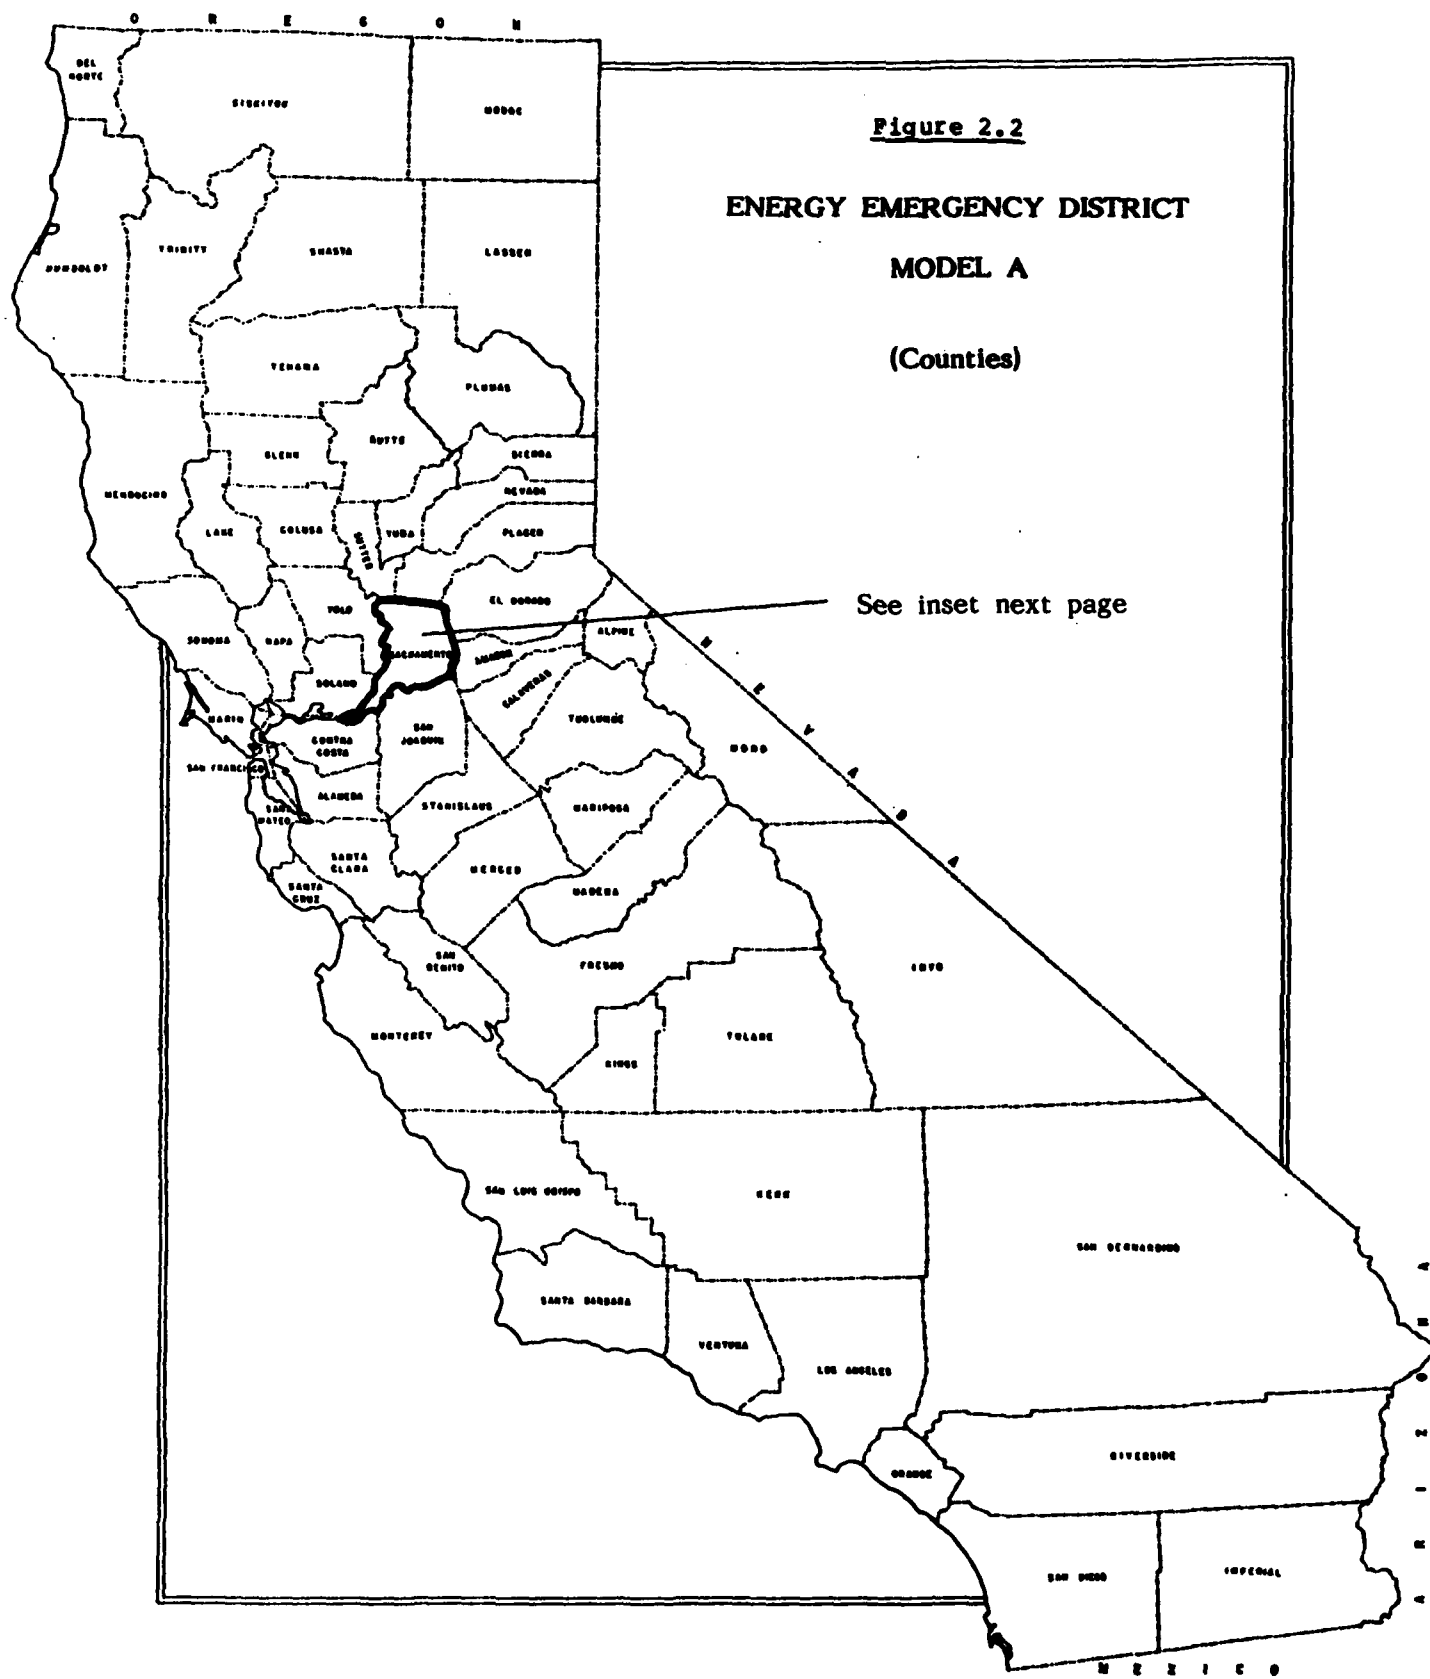 OREGON
DEL
NORTE
SISKIYOU
MODOC
Figure 2.2
ENERGY EMERGENCY DISTRICT
MODEL A
(Counties)
HUMBOLDT
TRINITY
SHASTA
LASSEN
TEHAMA
PLUMAS
BUTTE
GLENN
SIERRA
MENDOCINO
NEVADA
LAKE
COLUSA
SUTTER
YUBA
PLACER
YOLO
EL DORADO
See inset next page
SONOMA
NAPA
SACRAMENTO
AMADOR
ALPINE
NEVADA
SOLANO
CALAVERAS
MARIN
SAN
JOAQUIN
TUOLUMNE
CONTRA
COSTA
MONO
SAN FRANCISCO
ALAMEDA
STANISLAUS
MARIPOSA
SAN
MATEO
SANTA
CLARA
MERCED
SANTA
CRUZ
MADERA
SAN
BENITO
FRESNO
INYO
MONTEREY
KINGS
TULARE
SAN LUIS OBISPO
KERN
SAN BERNARDINO
SANTA BARBARA
VENTURA
LOS ANGELES
ARIZONA
ORANGE
RIVERSIDE
SAN DIEGO
IMPERIAL
MEXICO